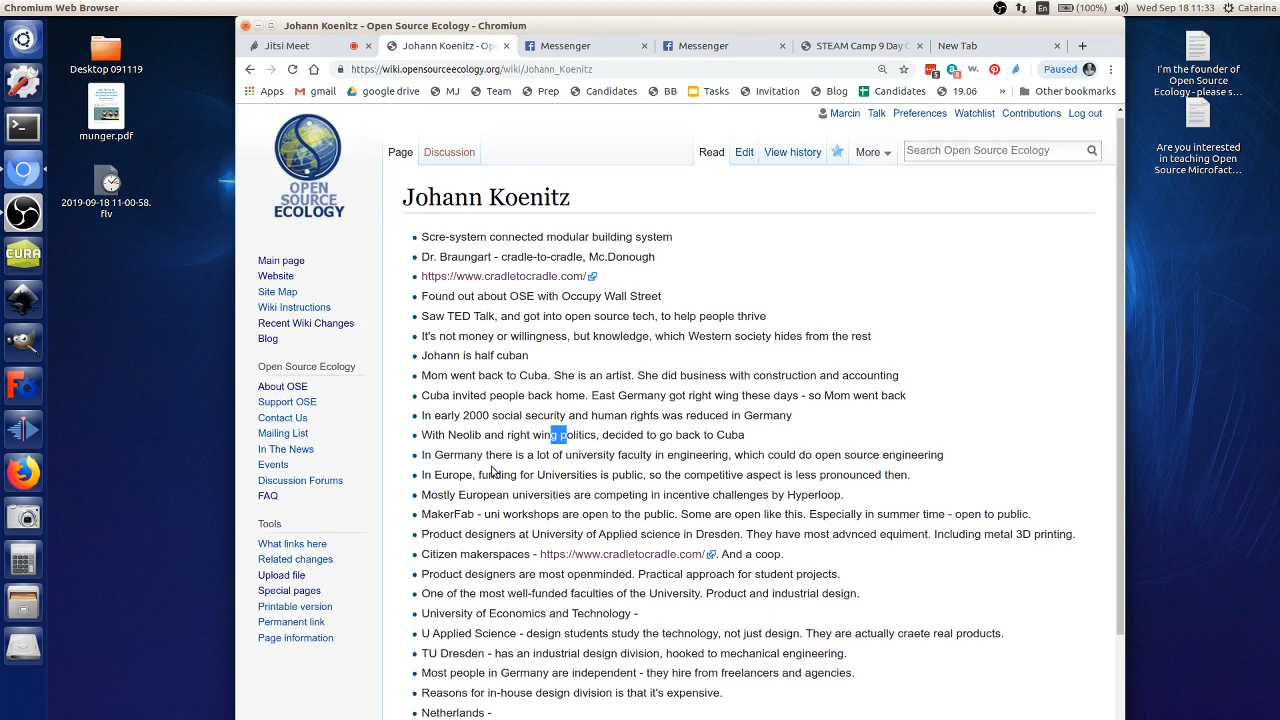 Chromium Web Browser
En
(100%)
Wed Sep 18 11:33
Catarina
Desktop 091119
munger.pdf
2019-09-18 11-00-58.
flv
CURA
Johann Koenitz - Open Source Ecology - Chromium
Jitsi Meet
Johann Koenitz - Op
Messenger
Messenger
STEAM Camp 9 Day C
New Tab
https://wiki.opensourceecology.org/wiki/Johann_Koenitz
Paused
Apps
gmail
google drive
MJ
Team
Candid
BB
Tasks
Invitat
Blog
Candidates
19.8a
»
Other bookmarks
Marcin Talk Preferences Watchlist Contributions Log out
Page
Discussion
Read
Edit
View history
More
Search Open Source Ecology
OPEN
SOURCE
ECOLOGY
Main page
Website
Site Map
Wiki Instructions
Recent Wiki Changes
Blog
Open Source Ecology
About OSE
Support OSE
Contact Us
Mailing List
In The News
Events
Discussion Forums
FAQ
Tools
What links here
Related changes
Upload file
Special pages
Printable version
Permanent link
Page information
Johann Koenitz
Scre-system connected modular building system
Dr. Braungart - cradle-to-cradle, Mc.Donough
https://www.cradletocradle.com/
Found out about OSE with Occupy Wall Street
Saw TED Talk, and got into open source tech, to help people thrive
It's not money or willingness, but knowledge, which Western society hides from the rest
Johann is half cuban
Mom went back to Cuba. She is an artist. She did business with construction and accounting
Cuba invited people back home. East Germany got right wing these days - so Mom went back
In early 2000 social security and human rights was reduced in Germany
With Neolib and right wing politics, decided to go back to Cuba
In Germany there is a lot of university faculty in engineering, which could do open source engineering
In Europe, funding for Universities is public, so the competitive aspect is less pronounced then.
Mostly European universities are competing in incentive challenges by Hyperloop.
MakerFab - uni workshops are open to the public. Some are open like this. Especially in summer time - open to public.
Product designers at University of Applied science in Dresden. They have most advnced equiment. Including metal 3D printing.
Citizen makerspaces - https://www.cradletocradle.com/. And a coop.
Product designers are most openminded. Practical approach for student projects.
One of the most well-funded faculties of the University. Product and industrial design.
University of Economics and Technology -
U Applied Science - design students study the technology, not just design. They are actually craete real products.
TU Dresden - has an industrial design division, hooked to mechanical engineering.
Most people in Germany are independent - they hire from freelancers and agencies.
Reasons for in-house design division is that it's expensive.
Netherlands -
I'm the founder of
Open Source
Ecology - please s...
Are you interested
in teaching Open
Source Microfact...